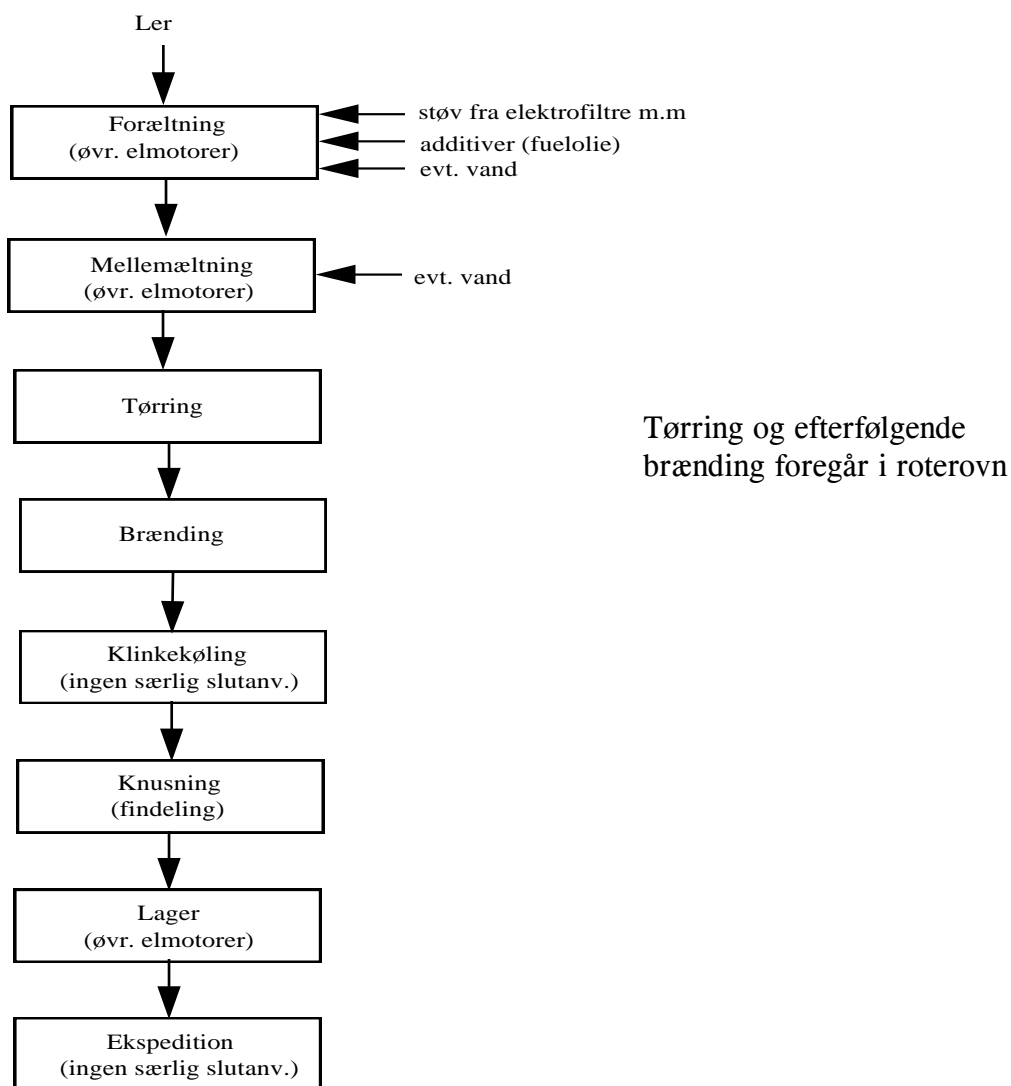 Ler
Foræltning
(øvr. elmotorer)
støv fra elektrofiltre m.m
additiver (fuelolie)
evt. vand
Mellemæltning
(øvr. elmotorer)
evt. vand
Tørring
Tørring og efterfølgende
brænding foregår i roterovn
Brænding
Klinkekøling
(ingen særlig slutanv.)
Knusning
(findeling)
Lager
(øvr. elmotorer)
Ekspedition
(ingen særlig slutanv.)